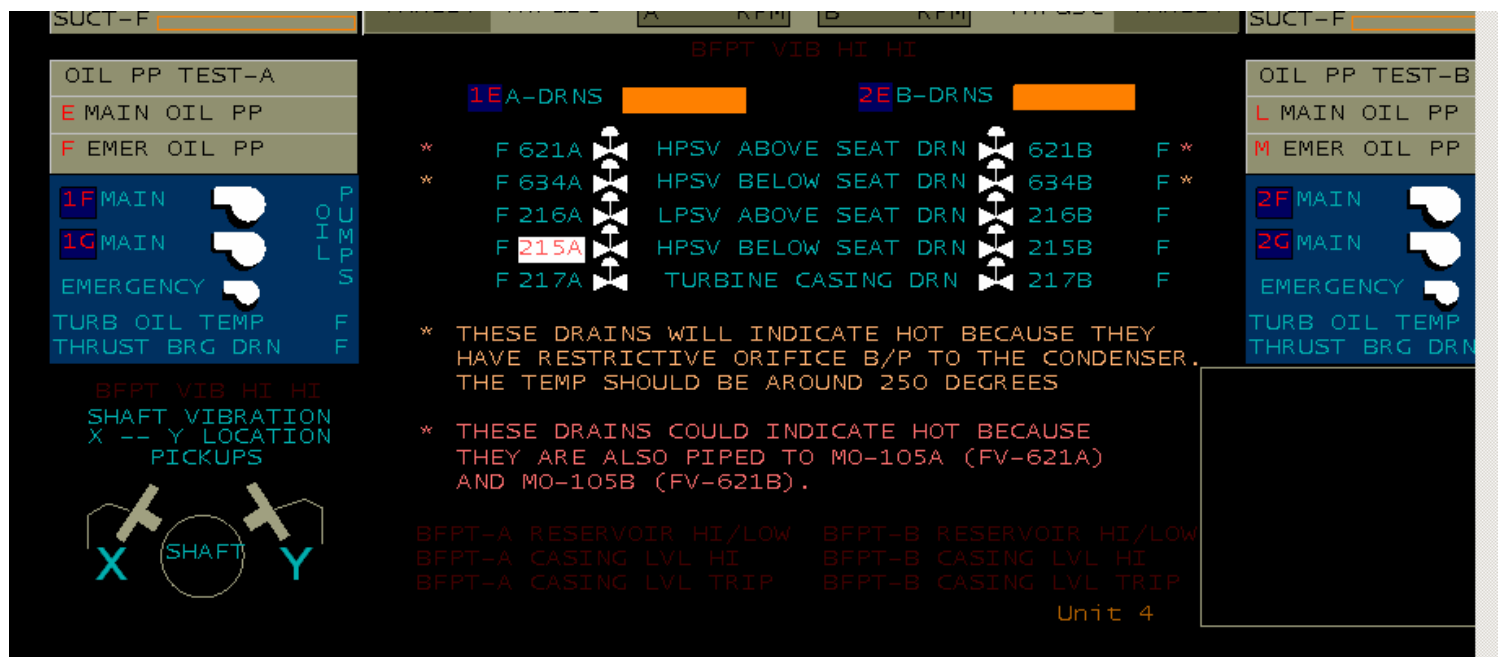 SUCT-F
A RPM B RPM
SUCT-F
BFPT VIB HI HI
OIL PP TEST-A
E MAIN OIL PP
F EMER OIL PP
1F MAIN
1G MAIN
EMERGENCY
OIL PUMPS
TURB OIL TEMP F
THRUST BRG DRN F
1E A-DRNS 2E B-DRNS
* F 621A HPSV ABOVE SEAT DRN 621B F *
* F 634A HPSV BELOW SEAT DRN 634B F *
F 216A LPSV ABOVE SEAT DRN 216B F
F 215A HPSV BELOW SEAT DRN 215B F
F 217A TURBINE CASING DRN 217B F
* THESE DRAINS WILL INDICATE HOT BECAUSE THEY
HAVE RESTRICTIVE ORIFICE B/P TO THE CONDENSER.
THE TEMP SHOULD BE AROUND 250 DEGREES
* THESE DRAINS COULD INDICATE HOT BECAUSE
THEY ARE ALSO PIPED TO MO-105A (FV-621A)
AND MO-105B (FV-621B).
OIL PP TEST-B
L MAIN OIL PP
M EMER OIL PP
2F MAIN
2G MAIN
EMERGENCY
TURB OIL TEMP
THRUST BRG DRN
BFPT VIB HI HI
SHAFT VIBRATION
X -- Y LOCATION
PICKUPS
X SHAFT Y
BFPT-A RESERVOIR HI/LOW BFPT-B RESERVOIR HI/LOW
BFPT-A CASING LVL HI BFPT-B CASING LVL HI
BFPT-A CASING LVL TRIP BFPT-B CASING LVL TRIP
Unit 4